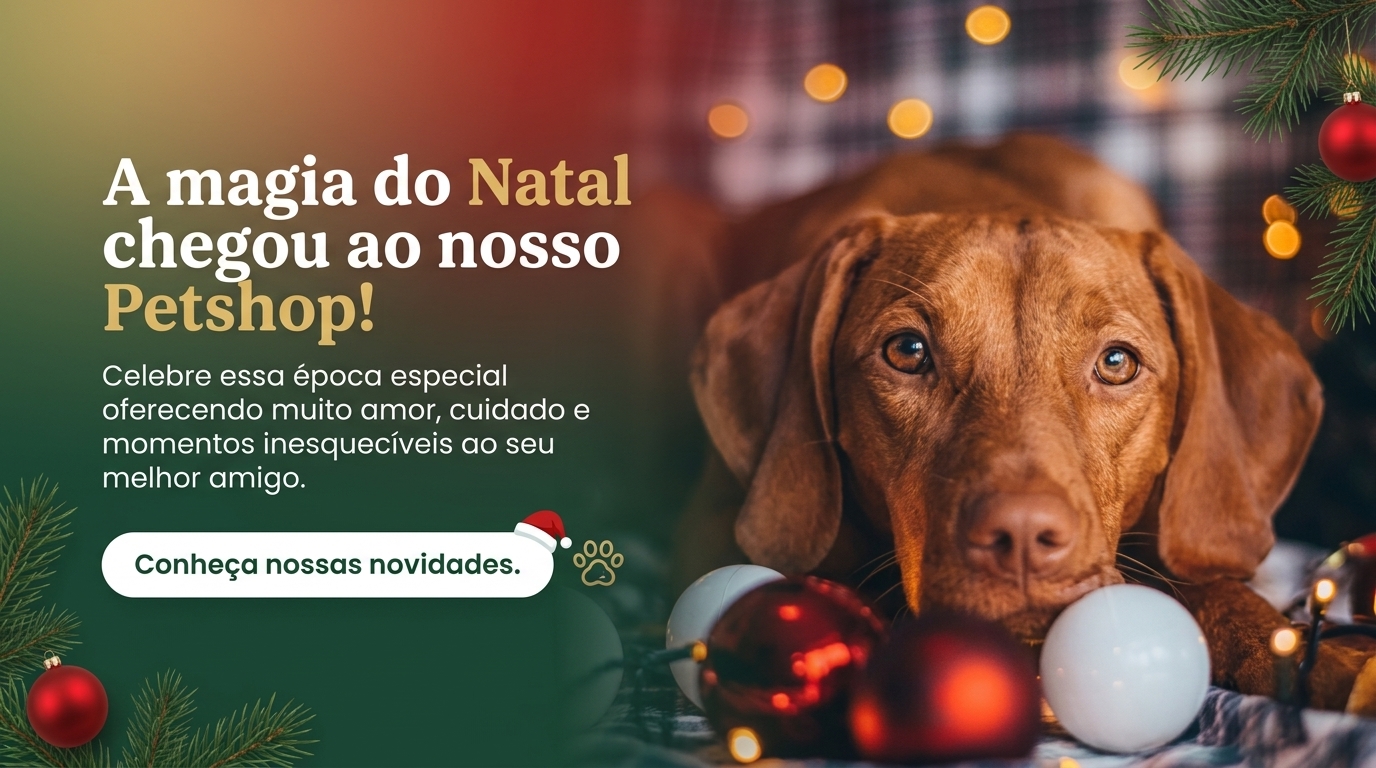 A magia do Natal
chegou ao nosso
Petshop!
Celebre essa época especial
oferecendo muito amor, cuidado e
momentos inesquecíveis ao seu
melhor amigo.
Conheça nossas novidades.